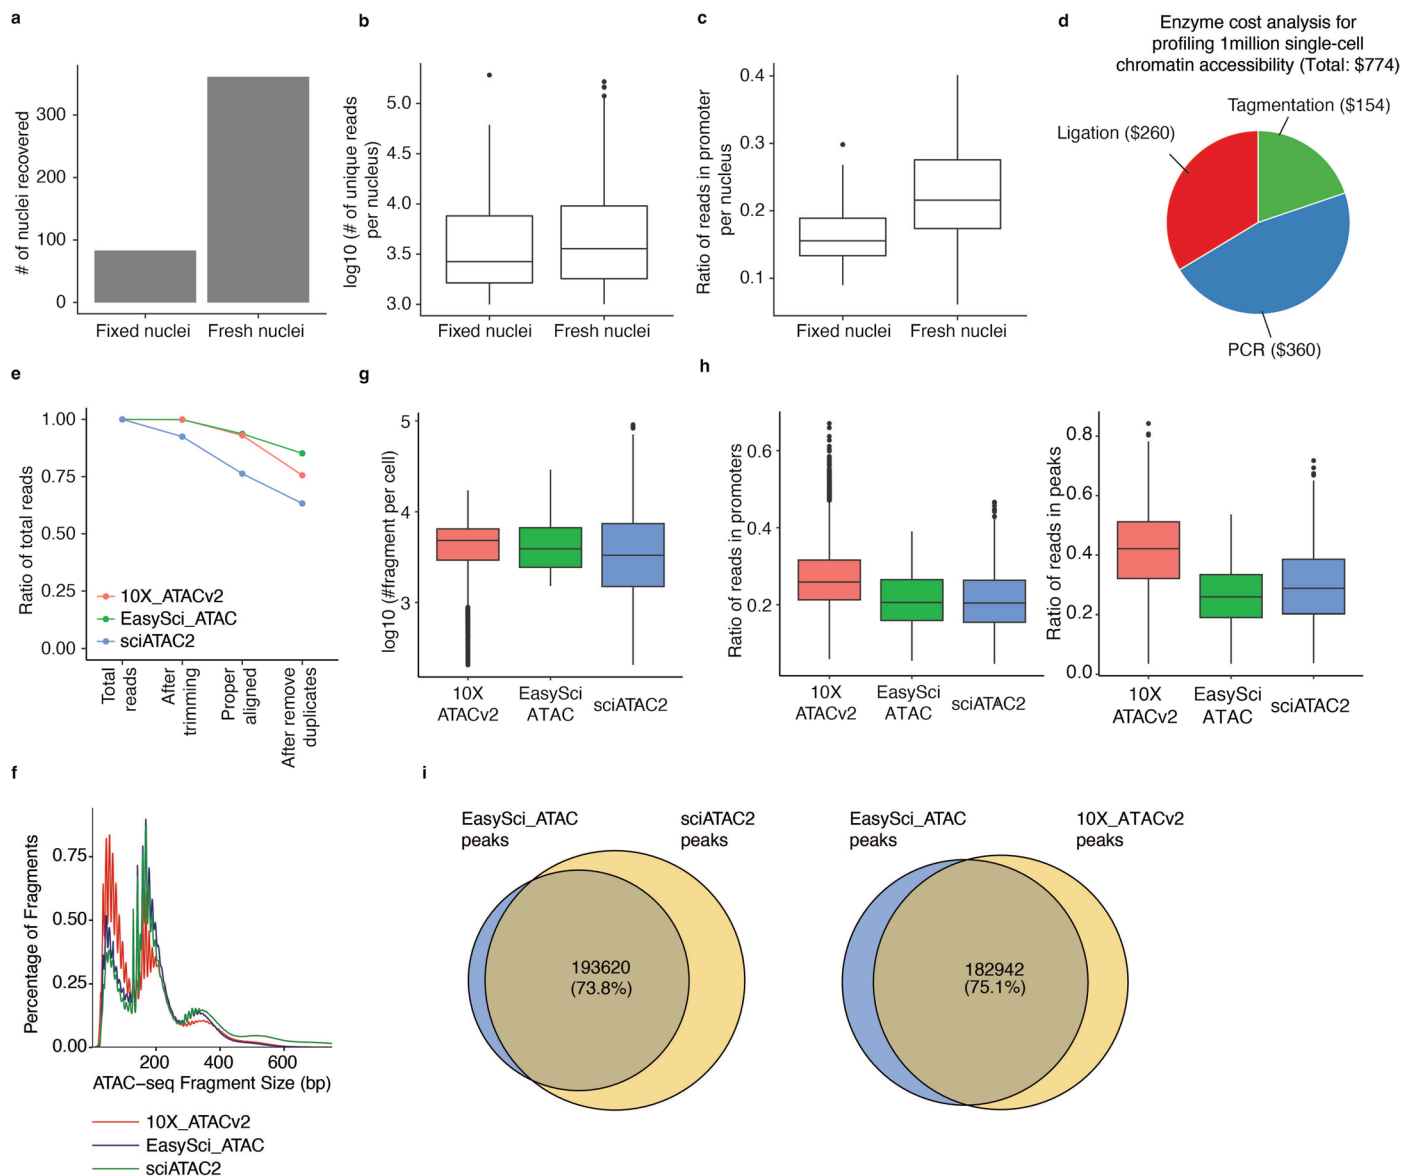 a
# of nuclei recovered
300
200
100
0
Fixed nuclei
Fresh nuclei
b
log10 (# of unique reads
per nucleus)
5.0
4.5
4.0
3.5
3.0
Fixed nuclei
Fresh nuclei
c
Ratio of reads in promoter
per nucleus
0.4
0.3
0.2
0.1
Fixed nuclei
Fresh nuclei
d
Enzyme cost analysis for
profiling 1million single-cell
chromatin accessibility (Total: $774)
Tagmentation ($154)
Ligation ($260)
PCR ($360)
e
Ratio of total reads
1.00
0.75
0.50
0.25
0.00
10X_ATACv2
EasySci_ATAC
sciATAC2
Total
reads
After
trimming
Proper
aligned
After remove
duplicates
g
log10 (#fragment per cell)
5
4
3
10X
ATACv2
EasySci
ATAC
sciATAC2
h
Ratio of reads in promoters
0.6
0.4
0.2
10X
ATACv2
EasySci
ATAC
sciATAC2
Ratio of reads in peaks
0.8
0.6
0.4
0.2
0.0
10X
ATACv2
EasySci
ATAC
sciATAC2
f
Percentage of Fragments
0.75
0.50
0.25
0.00
200
400
600
ATAC-seq Fragment Size (bp)
10X_ATACv2
EasySci_ATAC
sciATAC2
i
EasySci_ATAC
peaks
sciATAC2
peaks
193620
(73.8%)
EasySci_ATAC
peaks
10X_ATACv2
peaks
182942
(75.1%)